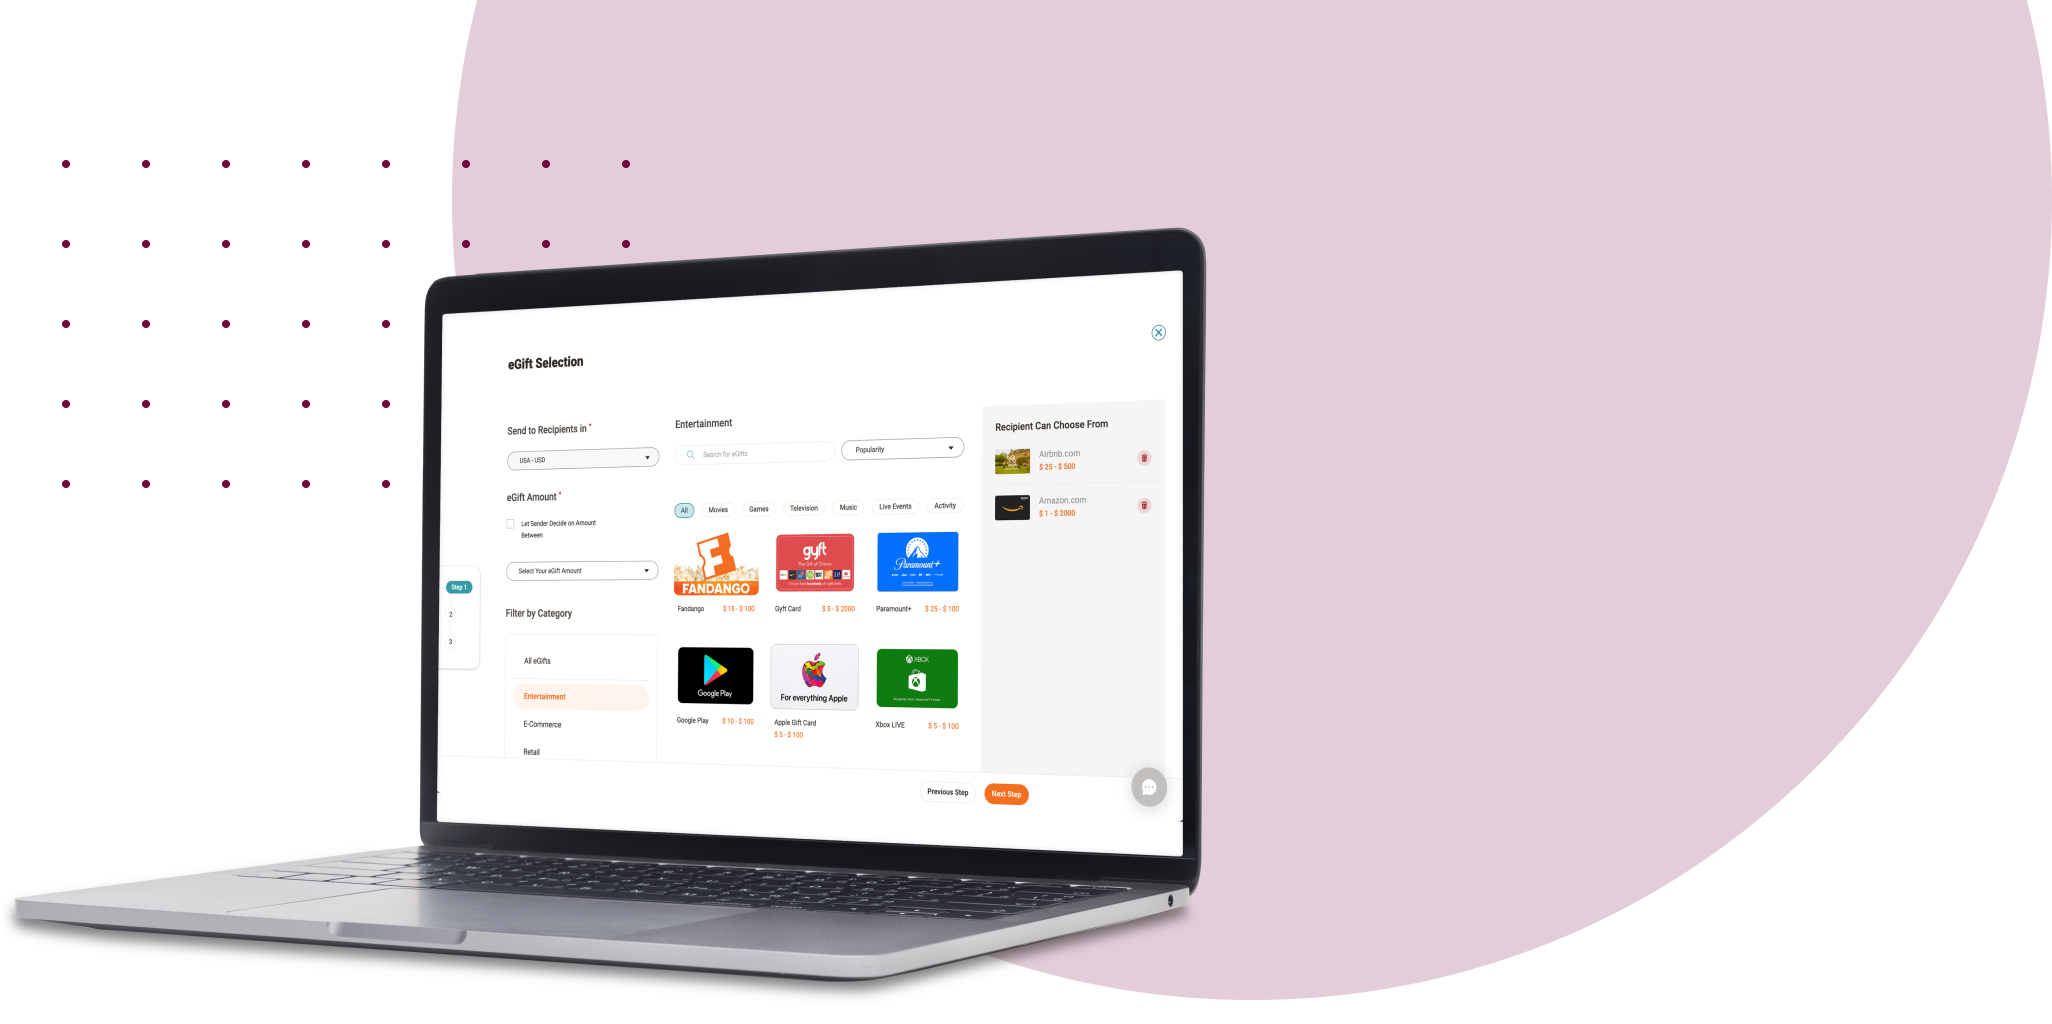 eGift Selection
Send to Recipients in *
USA - USD
eGift Amount *
Let Sender Decide on Amount
Between
Select Your eGift Amount
Step 1
2
3
Filter by Category
All eGifts
Entertainment
E-Commerce
Retail
Entertainment
Search for eGifts
Popularity
All
Movies
Games
Television
Music
Live Events
Activity
FANDANGO
Fandango $ 15 - $ 100
gyft
The Gift of Choice
Gyft Card $ 5 - $ 2000
Paramount+
Paramount+ $ 25 - $ 100
Google Play
Google Play $ 10 - $ 100
For everything Apple
Apple Gift Card
$ 5 - $ 100
XBOX
Xbox LIVE $ 5 - $ 100
Recipient Can Choose From
Airbnb.com
$ 25 - $ 500
Amazon.com
$ 1 - $ 2000
Previous Step
Next Step